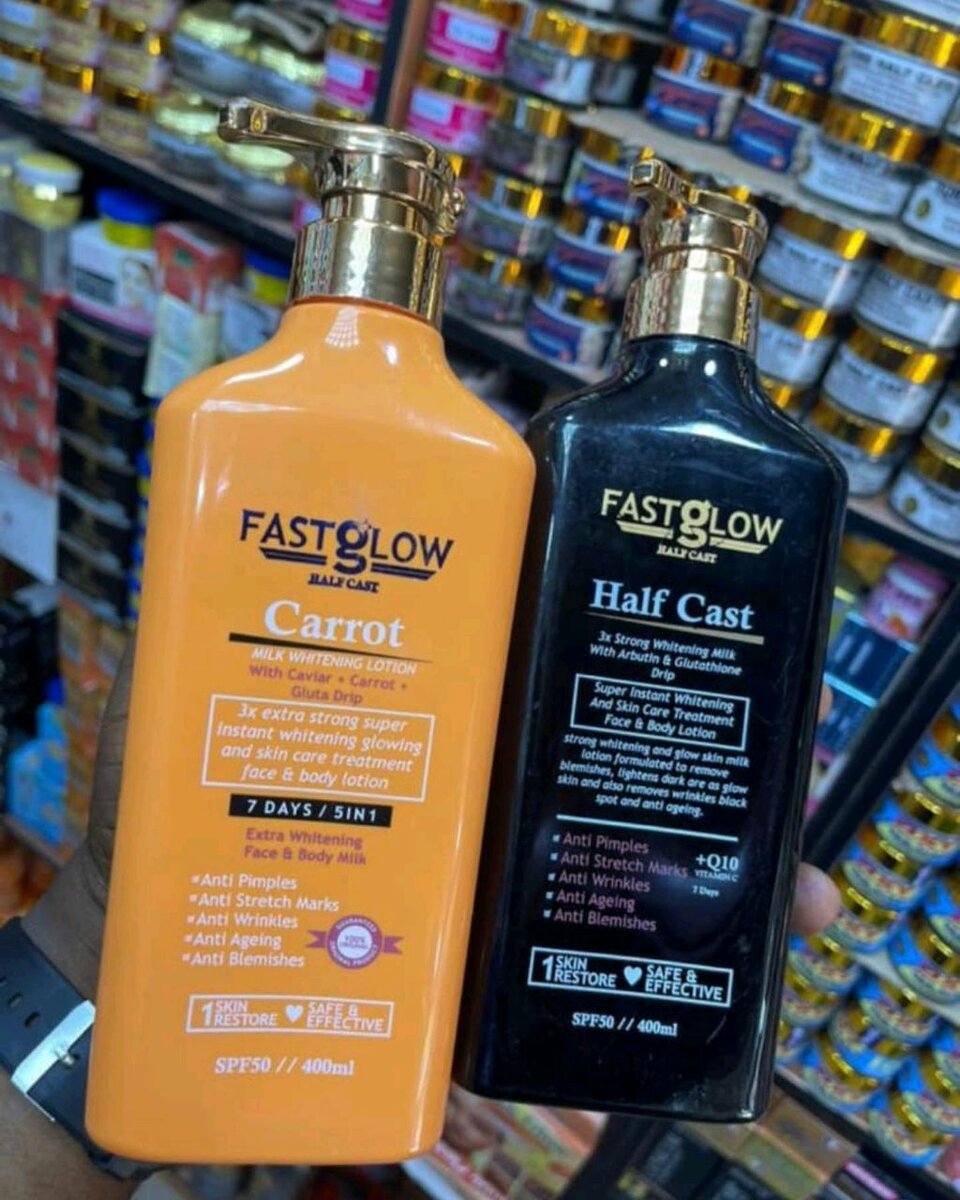 FASTgLOW
HALF CAST
Carrot
MILK WHITENING LOTION
With Caviar + Carrot +
Gluta Drip
3x extra strong super
Instant whitening glowing
and skin care treatment
face & body lotion
7 DAYS / 5IN1
Extra Whitening
Face & Body Milk
Anti Pimples
Anti Stretch Marks
Anti Wrinkles
Anti Ageing
Anti Blemishes
GUARANTEED
100%
ORGANIC
1 SKIN
RESTORE
SAFE &
EFFECTIVE
SPF50 // 400ml
FASTgLOW
HALF CAST
Half Cast
3x Strong Whitening Milk
With Arbutin & Glutathione
Drip
Super Instant Whitening
And Skin Care Treatment
Face & Body Lotion
strong whitening and glow skin milk
lotion formulated to remove
blemishes, lightens dark are as glow
skin and also removes wrinkles black
spot and anti ageing.
Anti Pimples
Anti Stretch Marks
Anti Wrinkles
Anti Ageing
Anti Blemishes
+Q10
VITAMIN C
7 Days
1 SKIN
RESTORE
SAFE &
EFFECTIVE
SPF50 // 400ml